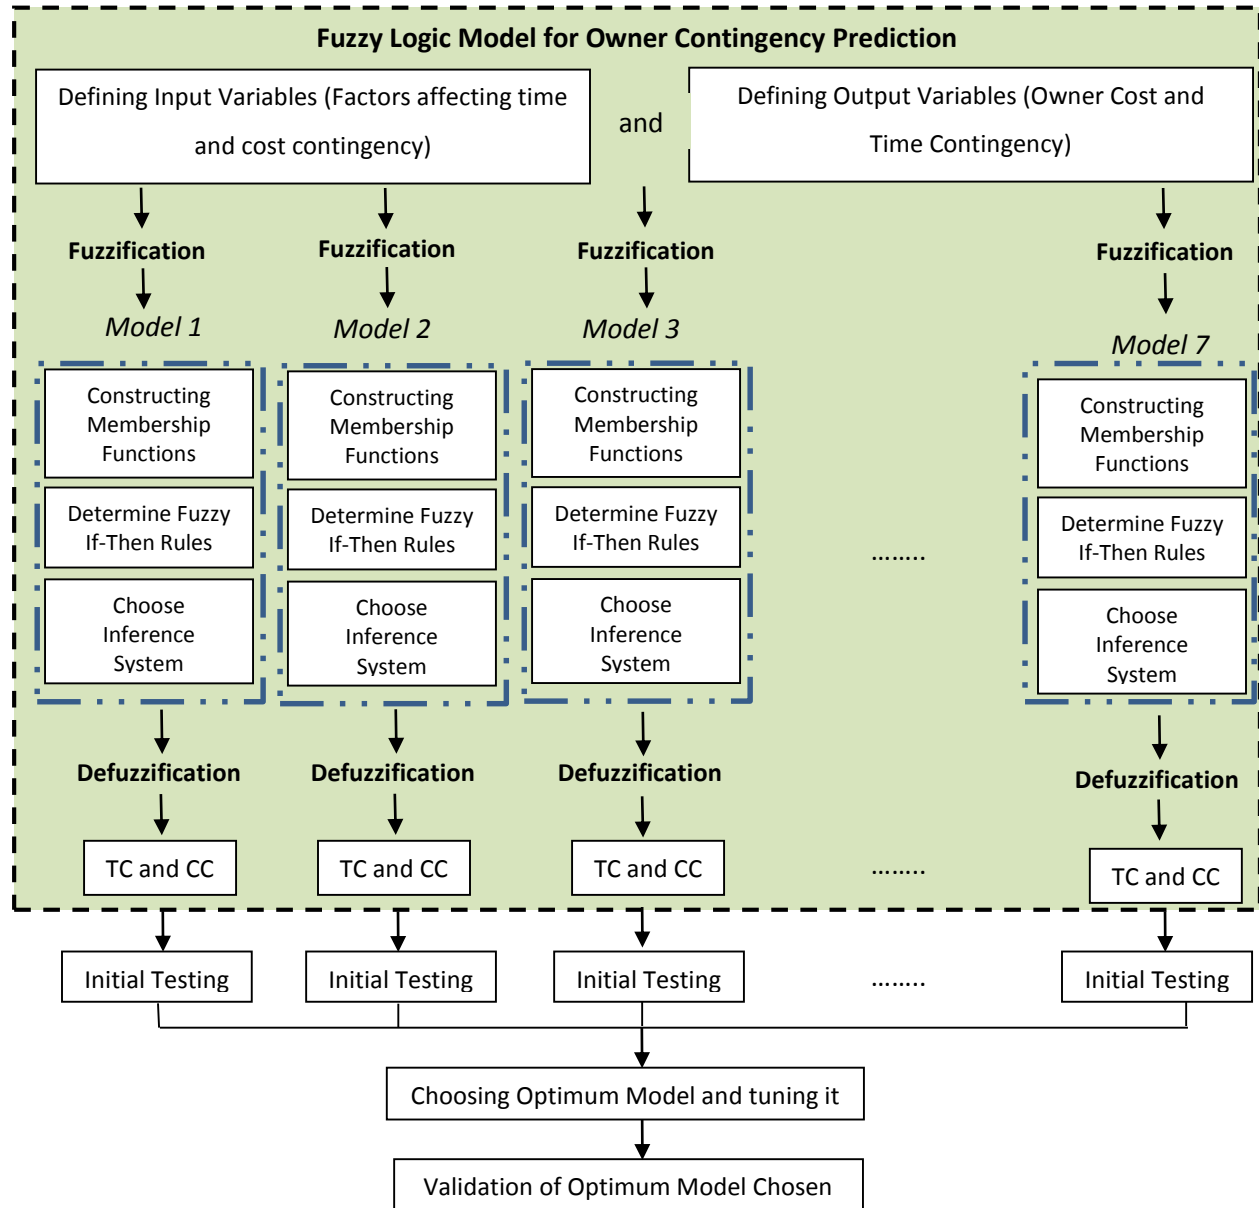 Fuzzy Logic Model for Owner Contingency Prediction
Defining Input Variables (Factors affecting time
and cost contingency)
and
Defining Output Variables (Owner Cost and
Time Contingency)
Fuzzification
Fuzzification
Fuzzification
Fuzzification
Model 1
Model 2
Model 3
Model 7
Constructing
Membership
Functions
Determine Fuzzy
If-Then Rules
Choose
Inference
System
Constructing
Membership
Functions
Determine Fuzzy
If-Then Rules
Choose
Inference
System
Constructing
Membership
Functions
Determine Fuzzy
If-Then Rules
Choose
Inference
System
........
Constructing
Membership
Functions
Determine Fuzzy
If-Then Rules
Choose
Inference
System
Defuzzification
Defuzzification
Defuzzification
Defuzzification
TC and CC
TC and CC
TC and CC
........
TC and CC
Initial Testing
Initial Testing
Initial Testing
........
Initial Testing
Choosing Optimum Model and tuning it
Validation of Optimum Model Chosen